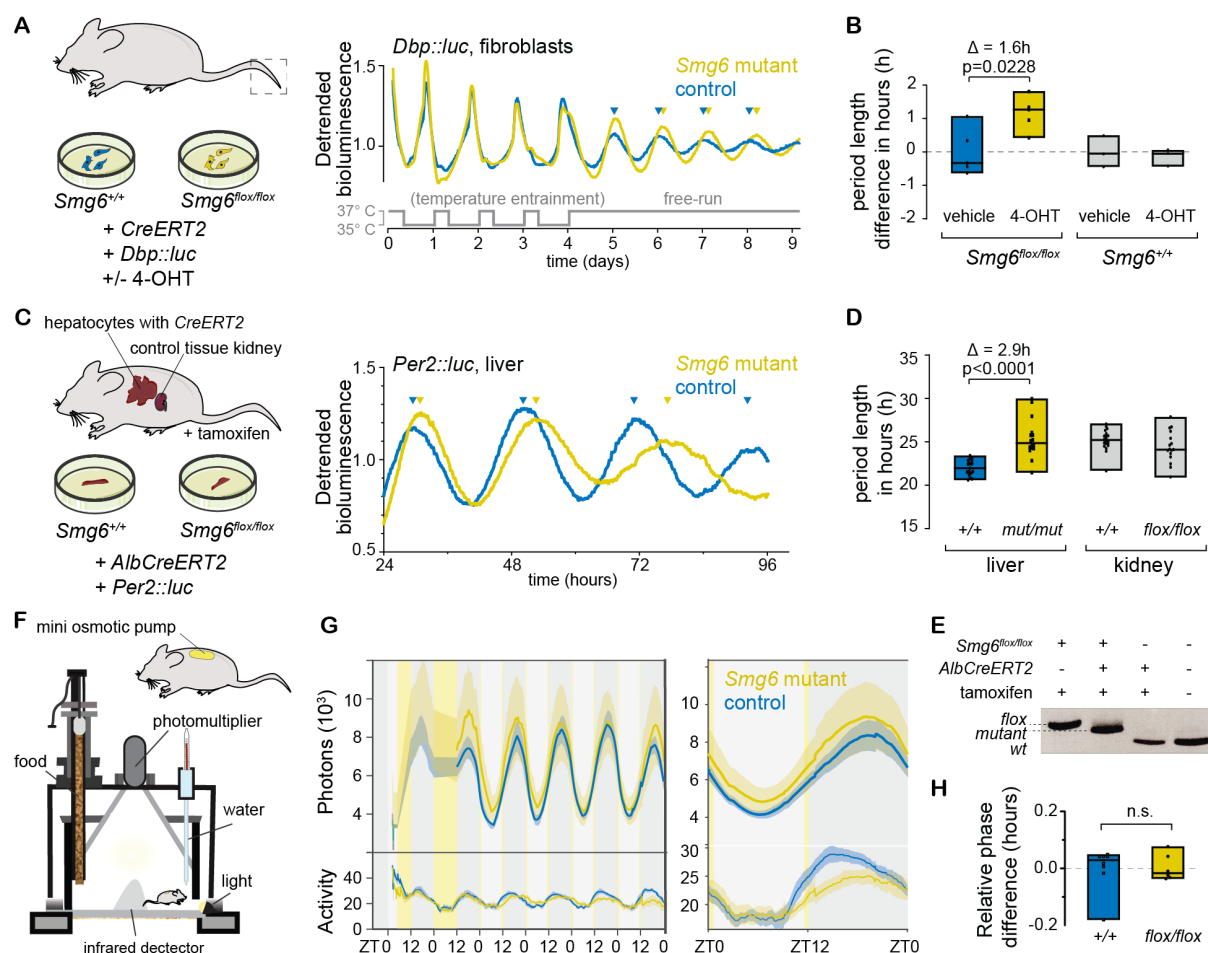 A
Smg6+/+
Smg6flox/flox
+ CreERT2
+ Dbp::luc
+/- 4-OHT
Dbp::luc, fibroblasts
Smg6 mutant
control
Detrended
bioluminescence
1.5
1.0
(temperature entrainment)
free-run
37° C
35° C
0 1 2 3 4 5 6 7 8 9
time (days)
B
Δ = 1.6h
p=0.0228
period length
difference in hours (h)
2
1
0
-1
-2
vehicle 4-OHT vehicle 4-OHT
Smg6flox/flox Smg6+/+
C
hepatocytes with CreERT2
control tissue kidney
+ tamoxifen
Smg6+/+
Smg6flox/flox
+ AlbCreERT2
+ Per2::luc
Per2::luc, liver
Smg6 mutant
control
Detrended
bioluminescence
1.5
1.0
0.5
24 48 72 96
time (hours)
D
Δ = 2.9h
p<0.0001
period length
in hours (h)
35
30
25
20
15
+/+ mut/mut +/+ flox/flox
liver kidney
F
mini osmotic pump
photomultiplier
food
water
light
infrared dectector
G
Smg6 mutant
control
Photons (10³)
10
8
6
4
Activity
40
20
ZT0 12 0 12 0 12 0 12 0 12 0 12 0 12 0
10
8
6
4
30
25
20
ZT0 ZT12 ZT0
E
Smg6flox/flox + + - -
AlbCreERT2 - + + -
tamoxifen + + + -
flox
mutant
wt
H
n.s.
Relative phase
difference (hours)
0.2
0.0
-0.2
+/+ flox/flox